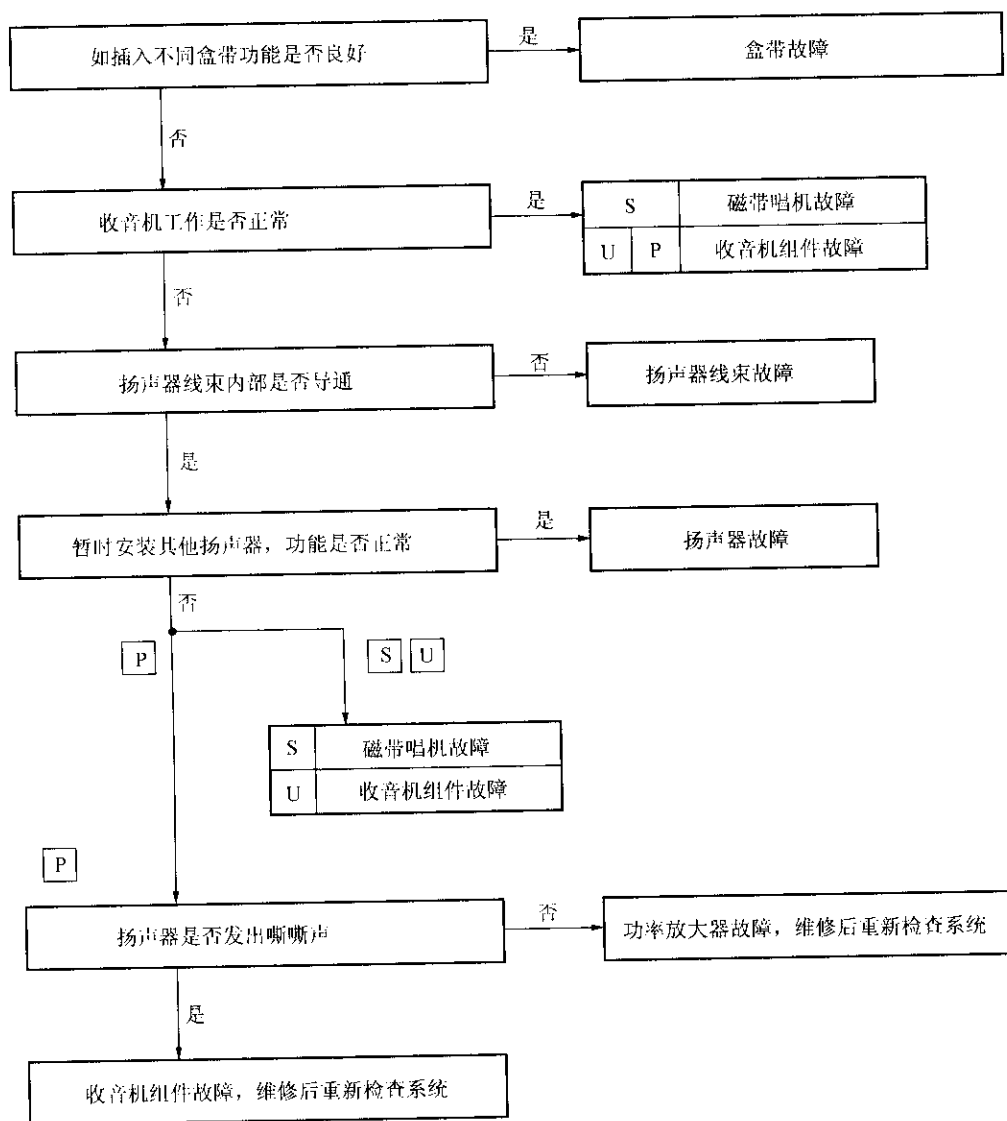 如插入不同盒带功能是否良好
是
盒带故障
否
收音机工作是否正常
是
S 磁带唱机故障
U P 收音机组件故障
否
扬声器线束内部是否导通
否
扬声器线束故障
是
暂时安装其他扬声器，功能是否正常
是
扬声器故障
否
P
S U
S 磁带唱机故障
U 收音机组件故障
P
扬声器是否发出嘶嘶声
否
功率放大器故障，维修后重新检查系统
是
收音机组件故障，维修后重新检查系统